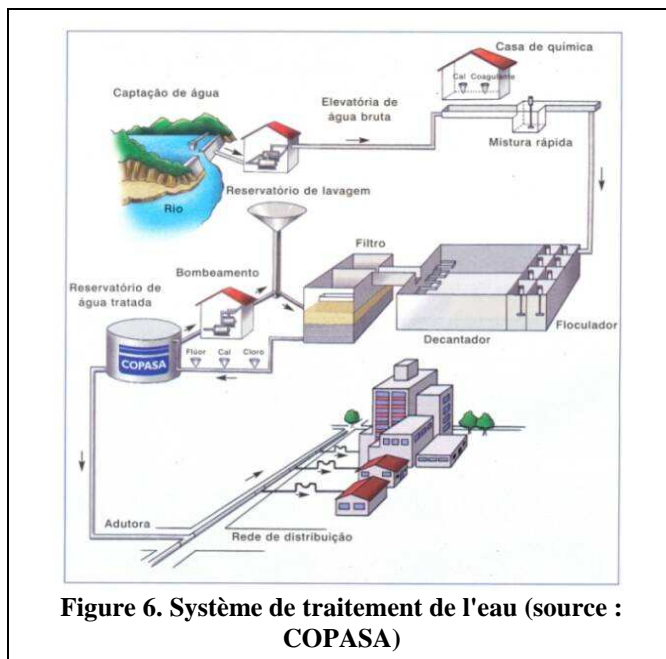 Casa de química
Cal Coagulante
Captação de água
Elevatória de
água bruta
Mistura rápida
Rio
Reservatório de lavagem
Filtro
Bombeamento
Reservatório de
água tratada
Floculador
Decantador
Flúor Cal Cloro
COPASA
Adutora
Rede de distribuição
Figure 6. Système de traitement de l'eau (source :
COPASA)